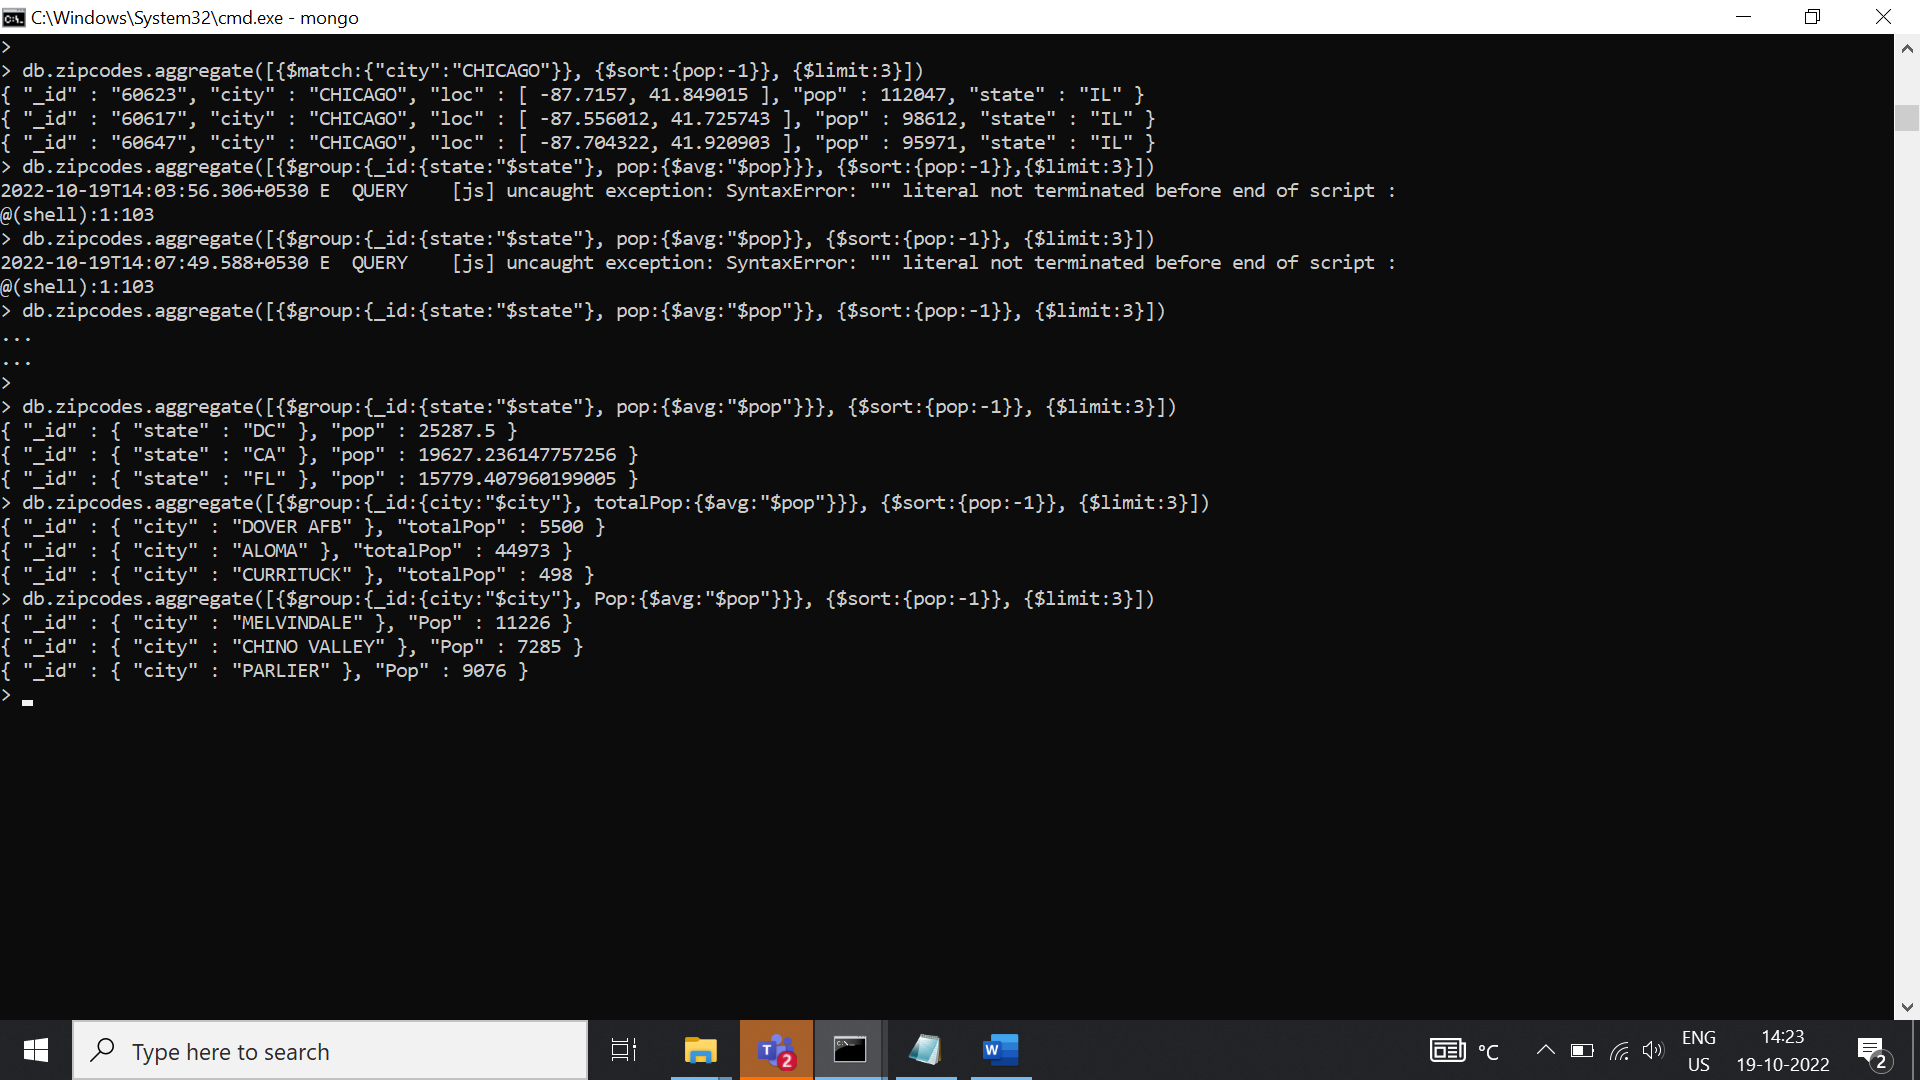 C:\Windows\System32\cmd.exe - mongo
>
> db.zipcodes.aggregate([{$match:{"city":"CHICAGO"}}, {$sort:{pop:-1}}, {$limit:3}])
{ "_id" : "60623", "city" : "CHICAGO", "loc" : [ -87.7157, 41.849015 ], "pop" : 112047, "state" : "IL" }
{ "_id" : "60617", "city" : "CHICAGO", "loc" : [ -87.556012, 41.725743 ], "pop" : 98612, "state" : "IL" }
{ "_id" : "60647", "city" : "CHICAGO", "loc" : [ -87.704322, 41.920903 ], "pop" : 95971, "state" : "IL" }
> db.zipcodes.aggregate([{$group:{_id:{state:"$state"}, pop:{$avg:"$pop}}}, {$sort:{pop:-1}},{$limit:3}])
2022-10-19T14:03:56.306+0530 E  QUERY    [js] uncaught exception: SyntaxError: "" literal not terminated before end of script :
@(shell):1:103
> db.zipcodes.aggregate([{$group:{_id:{state:"$state"}, pop:{$avg:"$pop}}, {$sort:{pop:-1}}, {$limit:3}])
2022-10-19T14:07:49.588+0530 E  QUERY    [js] uncaught exception: SyntaxError: "" literal not terminated before end of script :
@(shell):1:103
> db.zipcodes.aggregate([{$group:{_id:{state:"$state"}, pop:{$avg:"$pop"}}, {$sort:{pop:-1}}, {$limit:3}])
...
...
>
> db.zipcodes.aggregate([{$group:{_id:{state:"$state"}, pop:{$avg:"$pop"}}}, {$sort:{pop:-1}}, {$limit:3}])
{ "_id" : { "state" : "DC" }, "pop" : 25287.5 }
{ "_id" : { "state" : "CA" }, "pop" : 19627.236147757256 }
{ "_id" : { "state" : "FL" }, "pop" : 15779.407960199005 }
> db.zipcodes.aggregate([{$group:{_id:{city:"$city"}, totalPop:{$avg:"$pop"}}}, {$sort:{pop:-1}}, {$limit:3}])
{ "_id" : { "city" : "DOVER AFB" }, "totalPop" : 5500 }
{ "_id" : { "city" : "ALOMA" }, "totalPop" : 44973 }
{ "_id" : { "city" : "CURRITUCK" }, "totalPop" : 498 }
> db.zipcodes.aggregate([{$group:{_id:{city:"$city"}, Pop:{$avg:"$pop"}}}, {$sort:{pop:-1}}, {$limit:3}])
{ "_id" : { "city" : "MELVINDALE" }, "Pop" : 11226 }
{ "_id" : { "city" : "CHINO VALLEY" }, "Pop" : 7285 }
{ "_id" : { "city" : "PARLIER" }, "Pop" : 9076 }
>
Type here to search
T 2
W
°C
ENG
US
14:23
19-10-2022
2